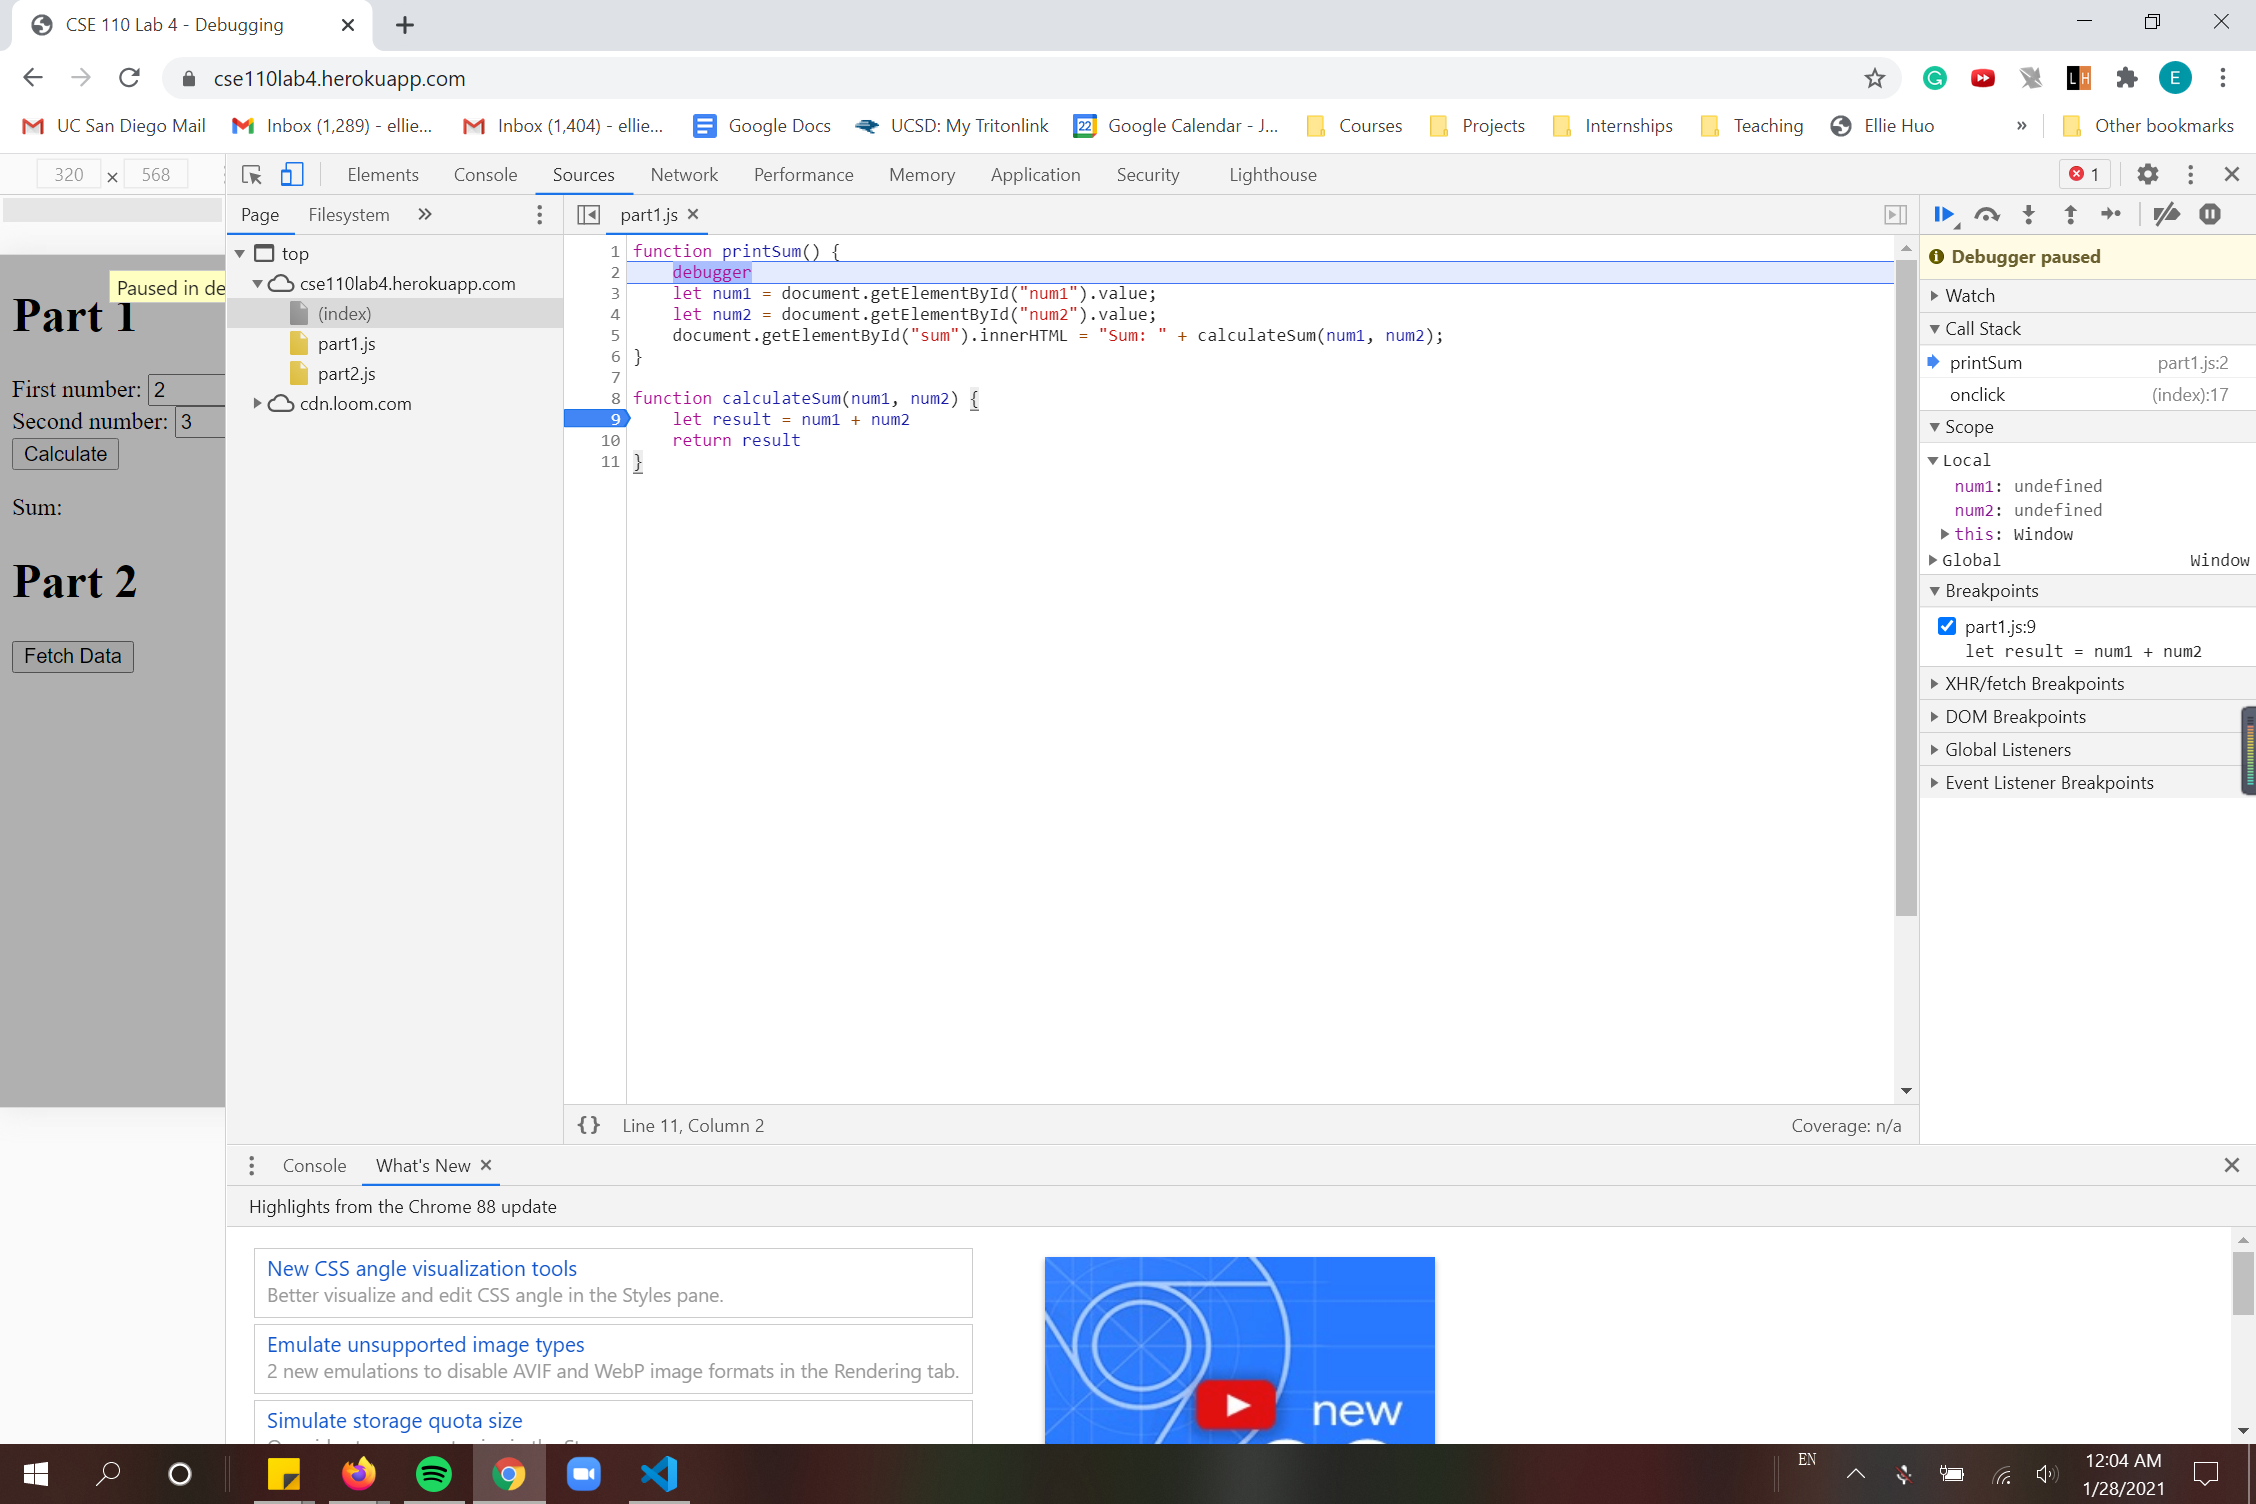 CSE 110 Lab 4 - Debugging
cse110lab4.herokuapp.com
E
UC San Diego Mail Inbox (1,289) - ellie... Inbox (1,404) - ellie... Google Docs UCSD: My Tritonlink 22 Google Calendar - J... Courses Projects Internships Teaching Ellie Huo » Other bookmarks
320 × 568 Elements Console Sources Network Performance Memory Application Security Lighthouse 1
Page Filesystem » part1.js
top
cse110lab4.herokuapp.com
(index)
part1.js
part2.js
cdn.loom.com
Paused in de
Part 1
First number: 2
Second number: 3
Calculate
Sum:
Part 2
Fetch Data
1 function printSum() {
2 debugger
3 let num1 = document.getElementById("num1").value;
4 let num2 = document.getElementById("num2").value;
5 document.getElementById("sum").innerHTML = "Sum: " + calculateSum(num1, num2);
6 }
7
8 function calculateSum(num1, num2) {
9 let result = num1 + num2
10 return result
11 }
{} Line 11, Column 2 Coverage: n/a
Debugger paused
Watch
Call Stack
printSum part1.js:2
onclick (index):17
Scope
Local
num1: undefined
num2: undefined
this: Window
Global Window
Breakpoints
part1.js:9
let result = num1 + num2
XHR/fetch Breakpoints
DOM Breakpoints
Global Listeners
Event Listener Breakpoints
Console What's New
Highlights from the Chrome 88 update
New CSS angle visualization tools
Better visualize and edit CSS angle in the Styles pane.
Emulate unsupported image types
2 new emulations to disable AVIF and WebP image formats in the Rendering tab.
Simulate storage quota size
new
EN
12:04 AM
1/28/2021